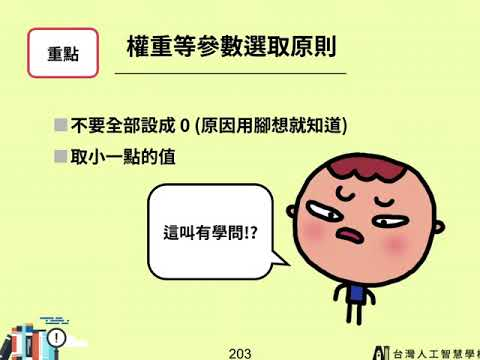 重點
權重等參數選取原則
不要全部設成 0 (原因用腳想就知道)
取小一點的值
這叫有學問!?
203
台灣人工智慧學校